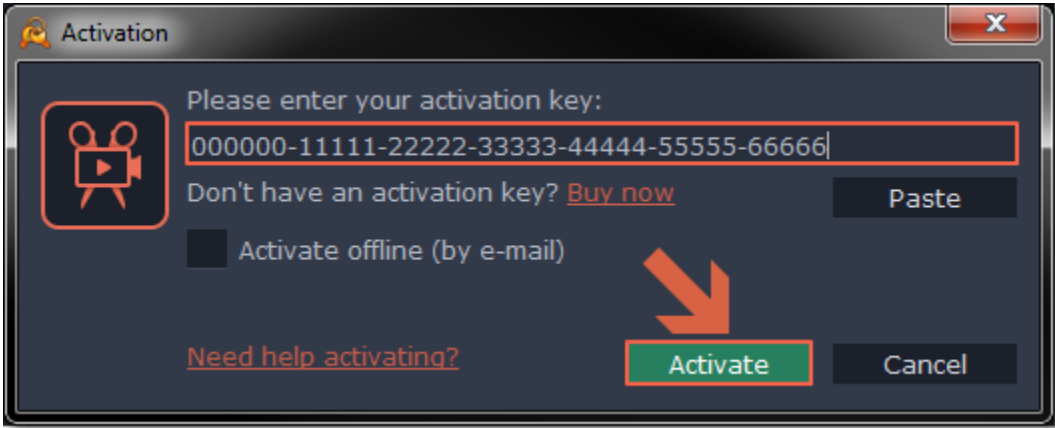 Activation
Please enter your activation key:
000000-11111-22222-33333-44444-55555-66666
Don't have an activation key? Buy now
Paste
Activate offline (by e-mail)
Need help activating?
Activate
Cancel